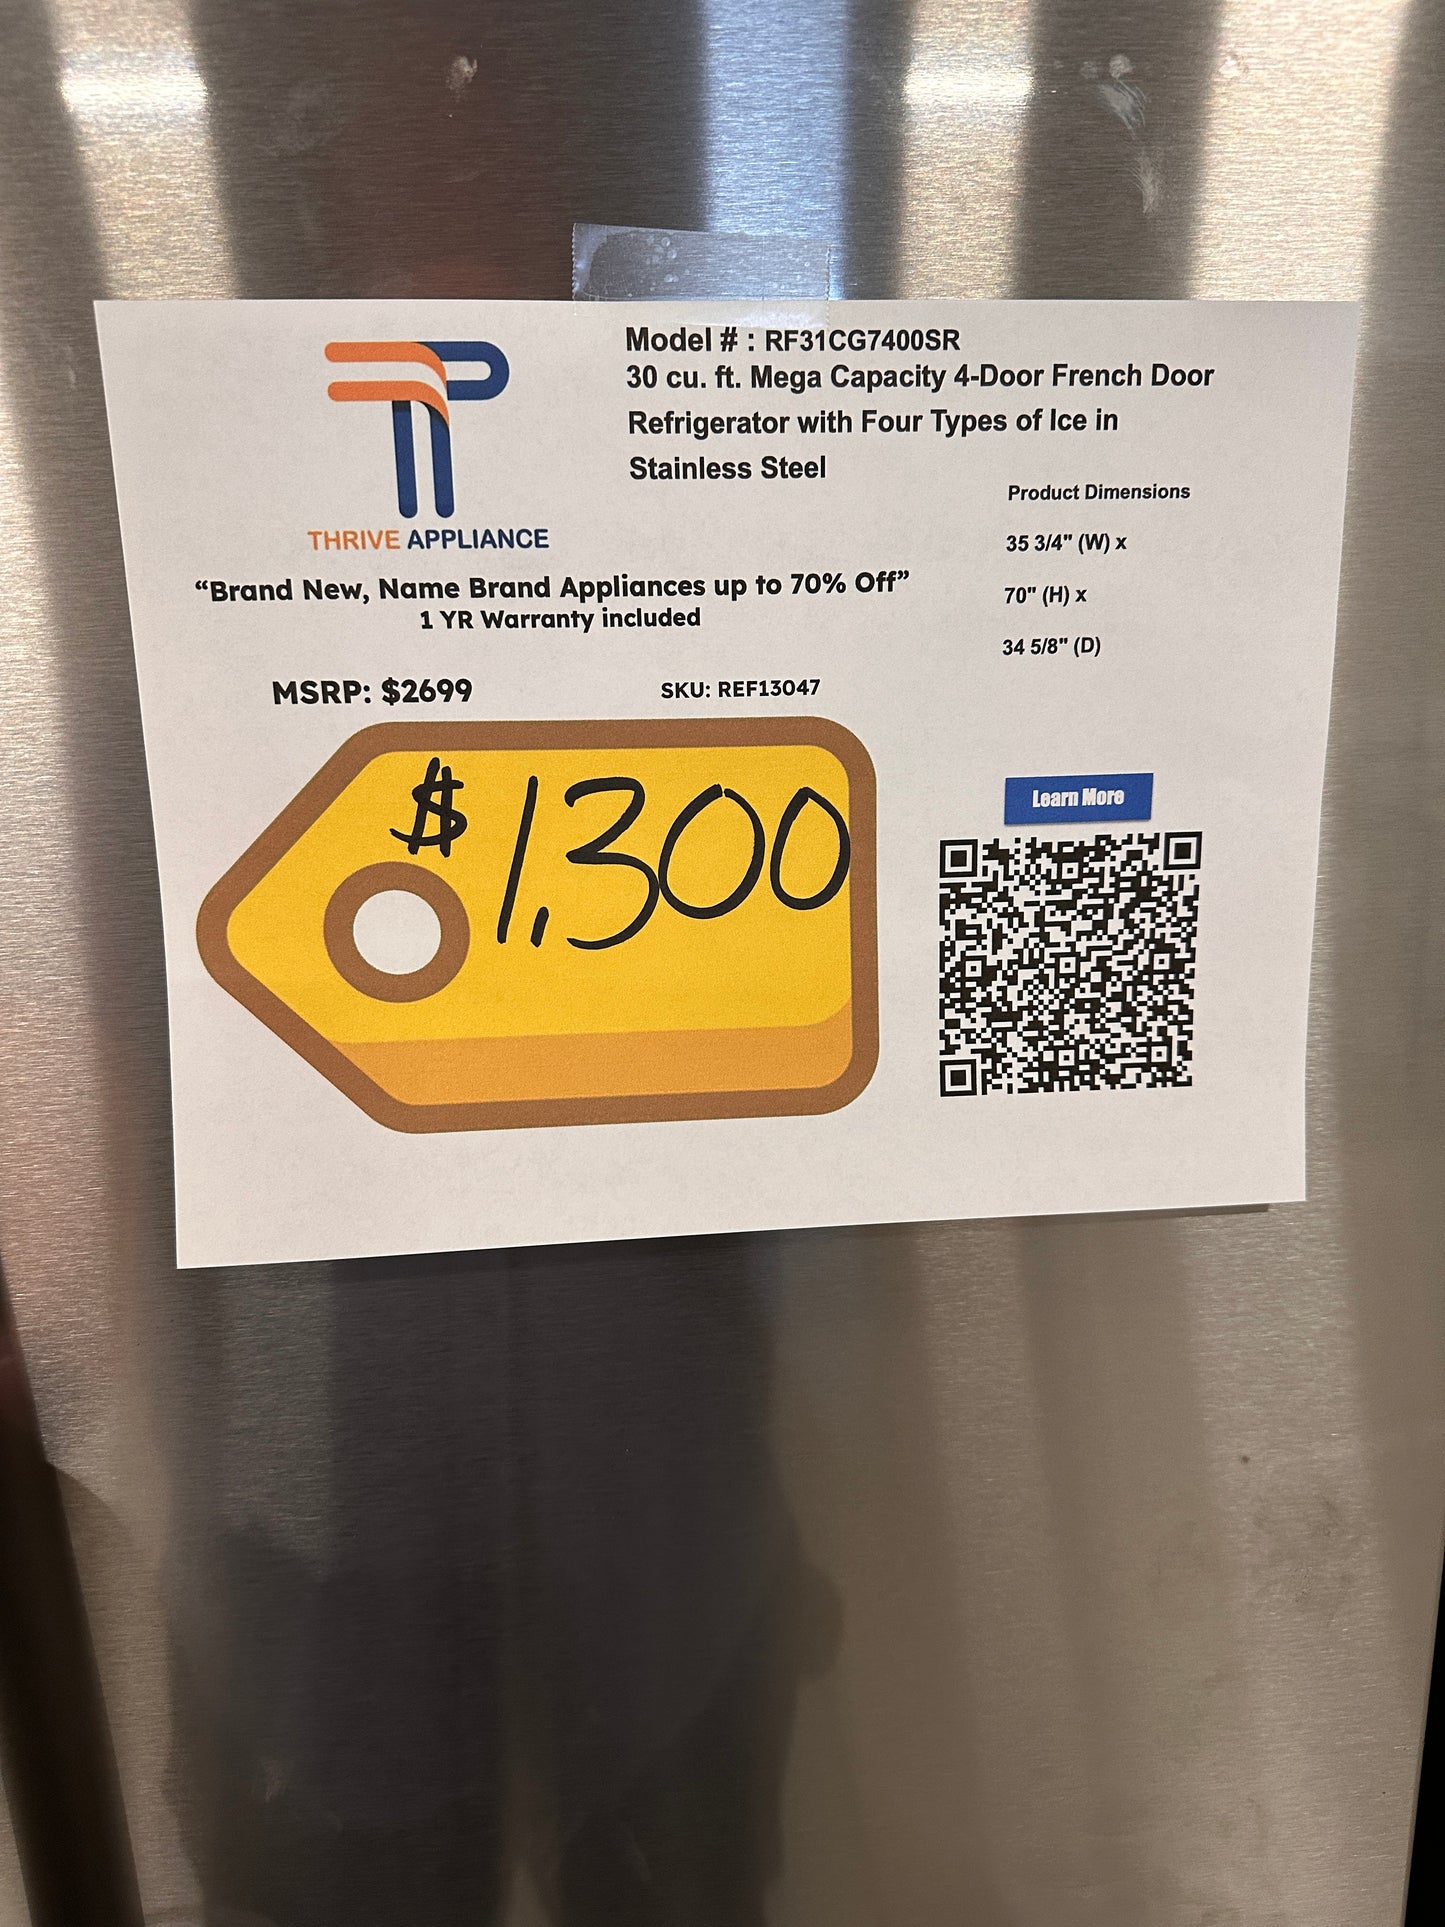 Model # : RF31CG7400SR
30 cu. ft. Mega Capacity 4-Door French Door
Refrigerator with Four Types of Ice in
Stainless Steel
THRIVE APPLIANCE
“Brand New, Name Brand Appliances up to 70% Off”
1 YR Warranty included
Product Dimensions
35 3/4" (W) x
70" (H) x
34 5/8" (D)
MSRP: $2699
SKU: REF13047
$1,300
Learn More